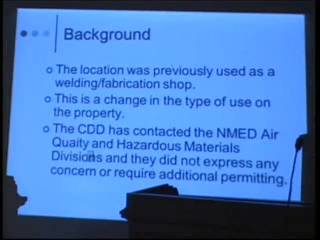 Background
The location was previously used as a
welding/fabrication shop.
This is a change in the type of use on
the property.
The CDD has contacted the NMED Air
Quaity and Hazardous Materials
Divisions and they did not express any
concern or require additional permitting.